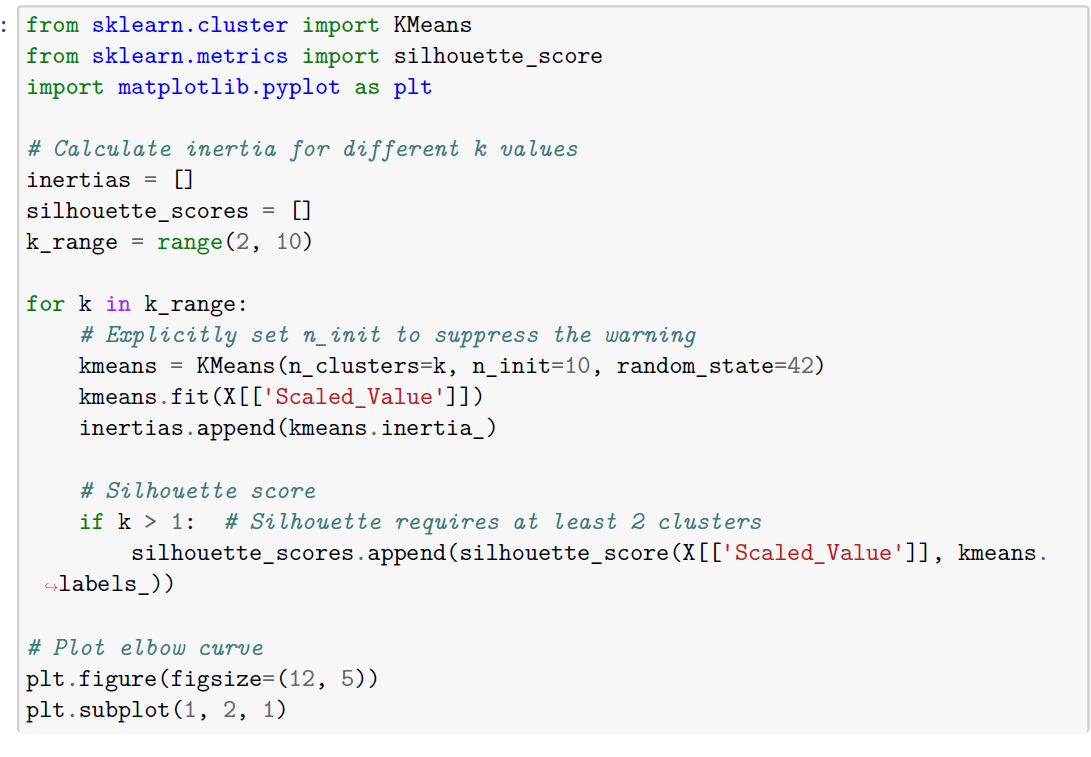 :
from sklearn.cluster import KMeans
from sklearn.metrics import silhouette_score
import matplotlib.pyplot as plt

# Calculate inertia for different k values
inertias = []
silhouette_scores = []
k_range = range(2, 10)

for k in k_range:
    # Explicitly set n_init to suppress the warning
    kmeans = KMeans(n_clusters=k, n_init=10, random_state=42)
    kmeans.fit(X[['Scaled_Value']])
    inertias.append(kmeans.inertia_)

    # Silhouette score
    if k > 1:  # Silhouette requires at least 2 clusters
        silhouette_scores.append(silhouette_score(X[['Scaled_Value']], kmeans.
↪labels_))

# Plot elbow curve
plt.figure(figsize=(12, 5))
plt.subplot(1, 2, 1)